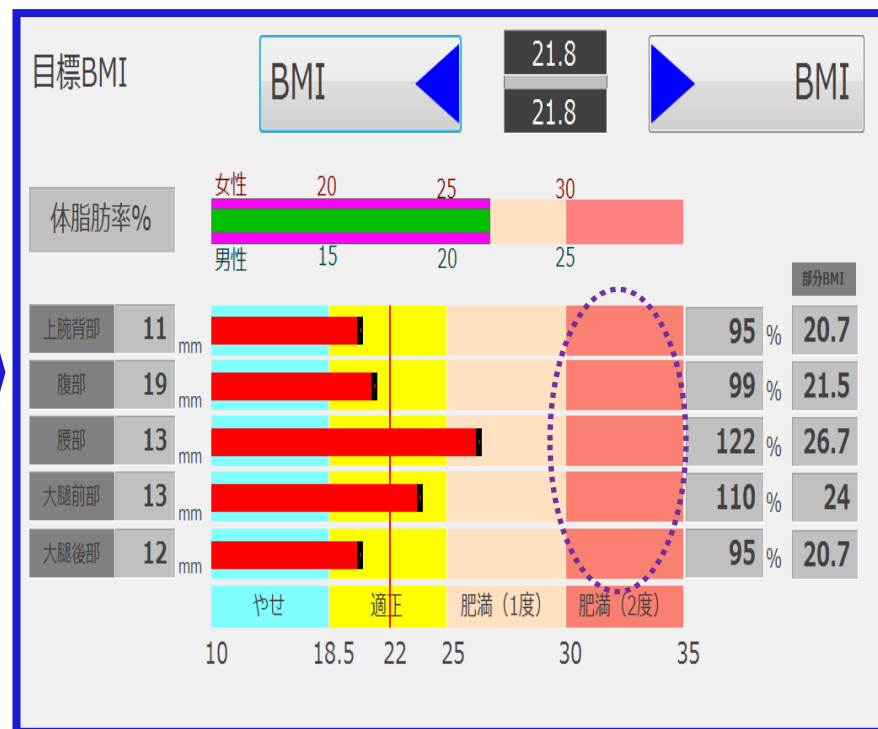 目標BMI
BMI
21.8
21.8
BMI
女性 20 25 30
体脂肪率%
男性 15 20 25
部分BMI
上腕背部 11 mm 95 % 20.7
腹部 19 mm 99 % 21.5
腰部 13 mm 122 % 26.7
大腿前部 13 mm 110 % 24
大腿後部 12 mm 95 % 20.7
やせ 適正 肥満（1度） 肥満（2度）
10 18.5 22 25 30 35